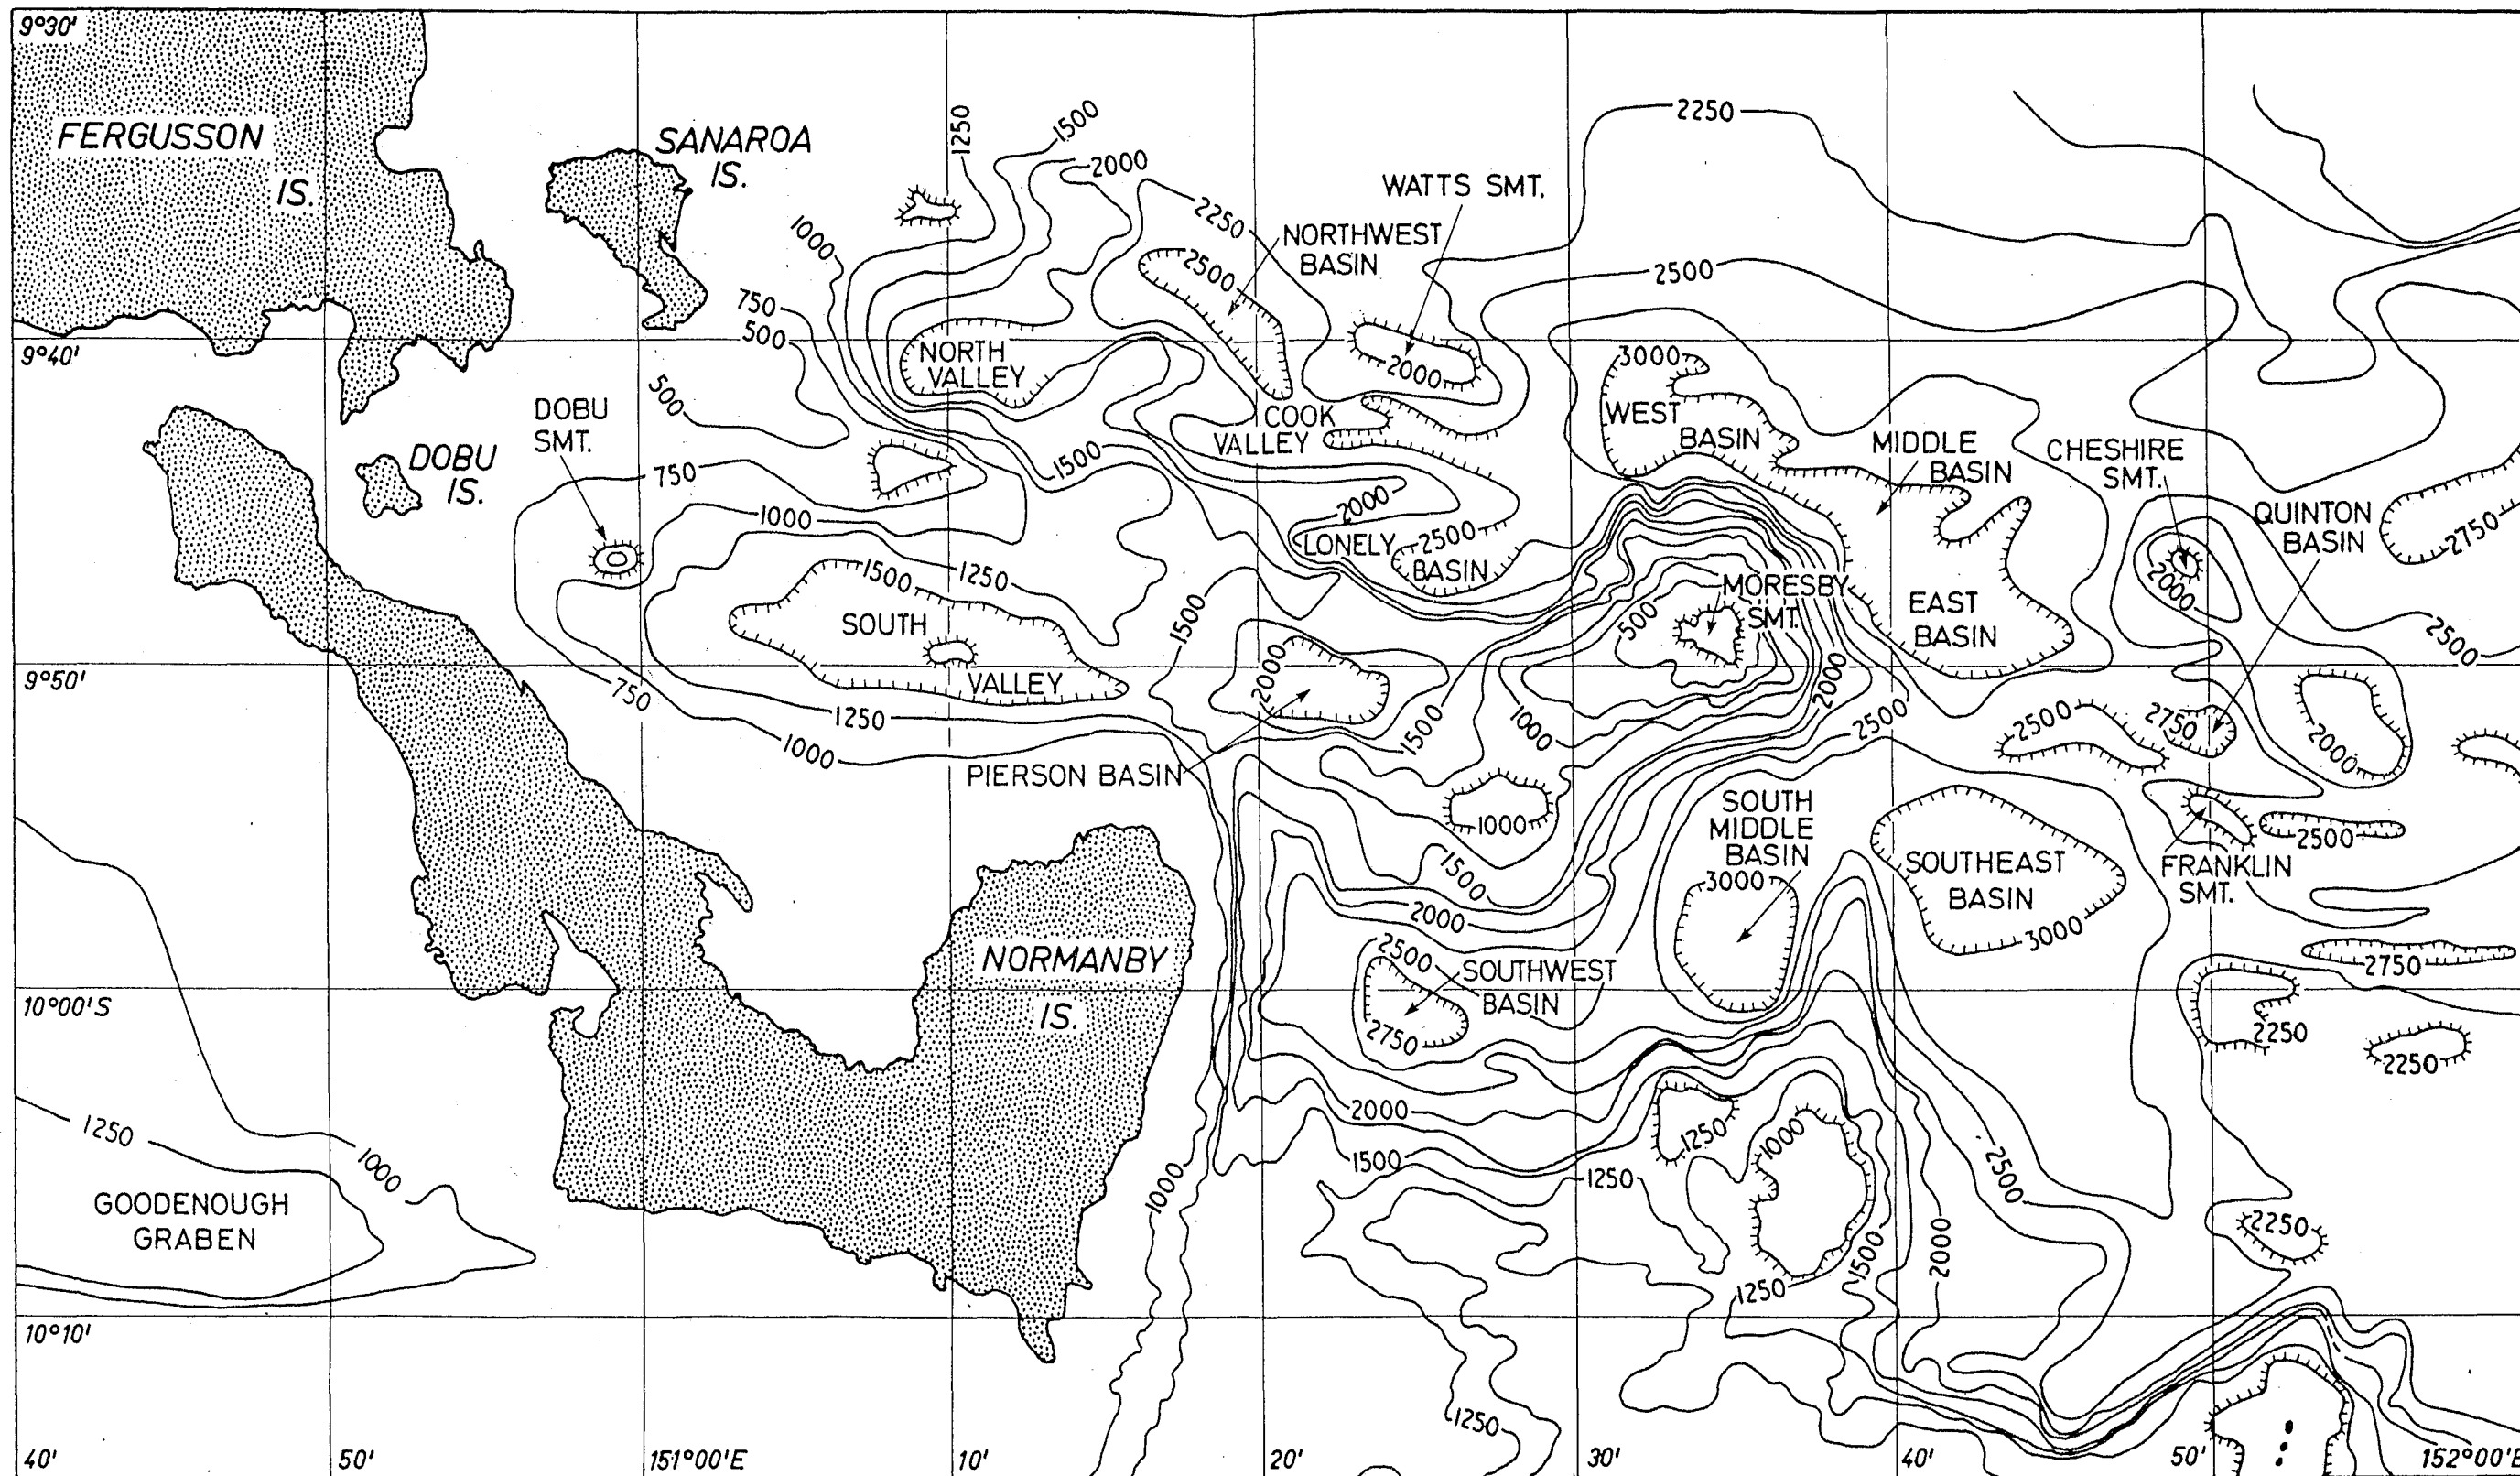 9°30'
FERGUSSON
IS.
SANAROA
IS.
1250
1500
2000
2250
2250
WATTS SMT.
NORTHWEST
BASIN
1000
2500
2500
750
500
9°40'
NORTH
VALLEY
2000
3000
500
DOBU
SMT.
COOK
VALLEY
WEST
BASIN
MIDDLE
BASIN
CHESHIRE
SMT.
DOBU
IS.
750
1500
2000
QUINTON
BASIN
1000
2750
LONELY
BASIN
2500
1500
1250
2000
MORESBY
SMT.
SOUTH
VALLEY
1500
500
EAST
BASIN
2500
9°50'
750
2000
2000
1250
1500
1000
2500
2500
2750
2000
1000
PIERSON BASIN
1000
SOUTH
MIDDLE
BASIN
2500
1500
3000
SOUTHEAST
BASIN
FRANKLIN
SMT.
2000
3000
2500
NORMANBY
IS.
SOUTHWEST
BASIN
2750
10°00'S
2750
2250
2250
1250
2000
1250
1000
1000
1500
1250
2500
1000
GOODENOUGH
GRABEN
2250
1500
2000
1250
10°10'
1250
40'
50'
151°00'E
10'
20'
30'
40'
50'
152°00'E